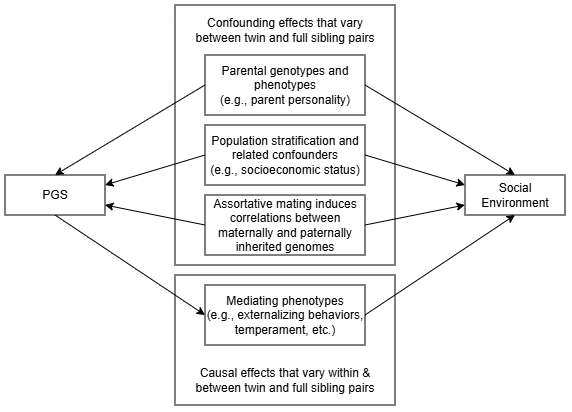 Confounding effects that vary
between twin and full sibling pairs
Parental genotypes and
phenotypes
(e.g., parent personality)
Population stratification and
related confounders
(e.g., socioeconomic status)
PGS
Social
Environment
Assortative mating induces
correlations between
maternally and paternally
inherited genomes
Mediating phenotypes
(e.g., externalizing behaviors,
temperament, etc.)
Causal effects that vary within &
between twin and full sibling pairs